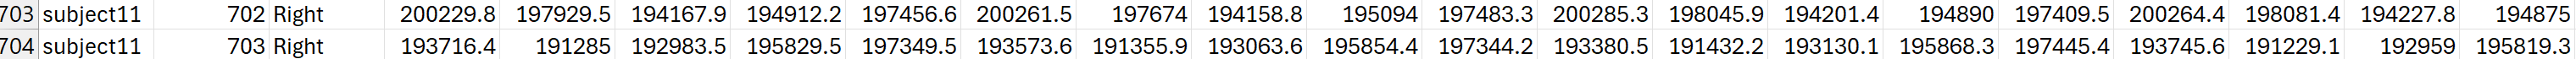 703 subject11 702 Right 200229.8 197929.5 194167.9 194912.2 197456.6 200261.5 197674 194158.8 195094 197483.3 200285.3 198045.9 194201.4 194890 197409.5 200264.4 198081.4 194227.8 194875
704 subject11 703 Right 193716.4 191285 192983.5 195829.5 197349.5 193573.6 191355.9 193063.6 195854.4 197344.2 193380.5 191432.2 193130.1 195868.3 197445.4 193745.6 191229.1 192959 195819.3